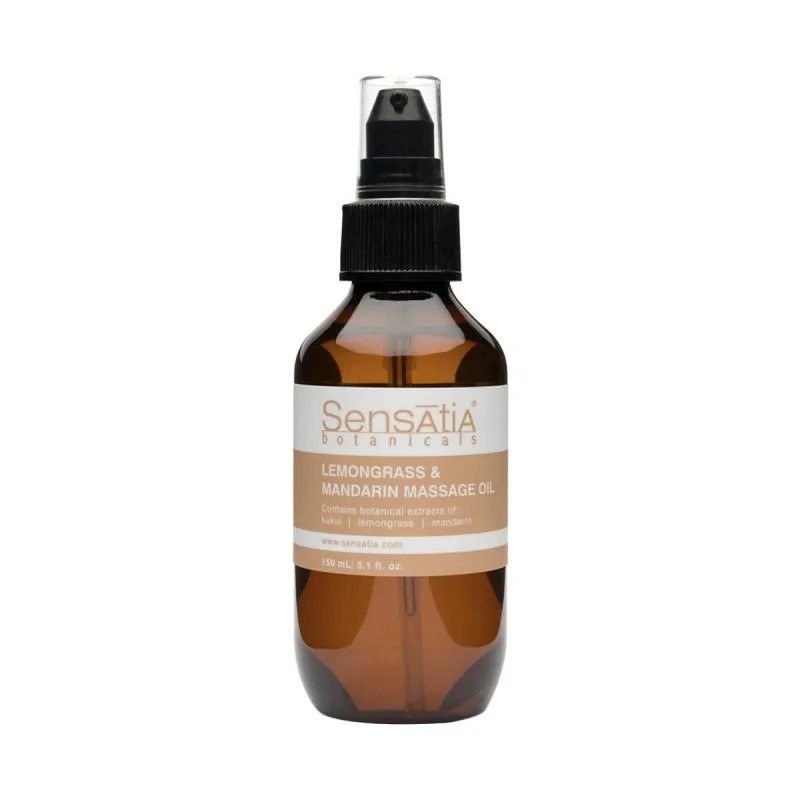 SENSĀTIA®
botanicals
LEMONGRASS &
MANDARIN MASSAGE OIL
Contains botanical extracts of:
kukui | lemongrass | mandarin
www.sensatia.com
150 mL/ 5.1 fl. oz.